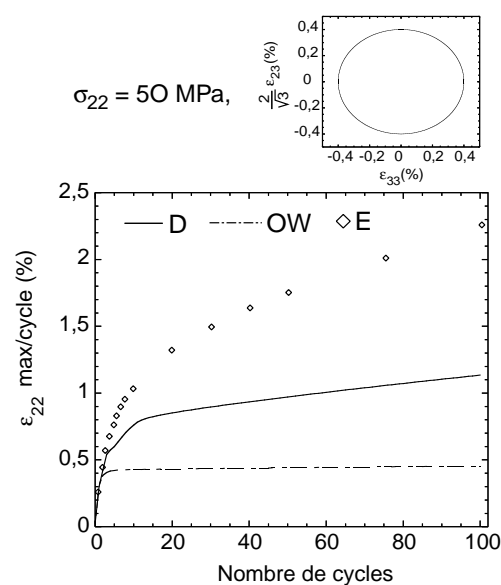 σ22 = 5O MPa,
2/√3 ε23(%)
0,4
0,2
0
-0,2
-0,4
-0,4 -0,2 0 0,2 0,4
ε33(%)
ε22 max/cycle (%)
2,5
2
1,5
1
0,5
0
D OW E
0 20 40 60 80 100
Nombre de cycles